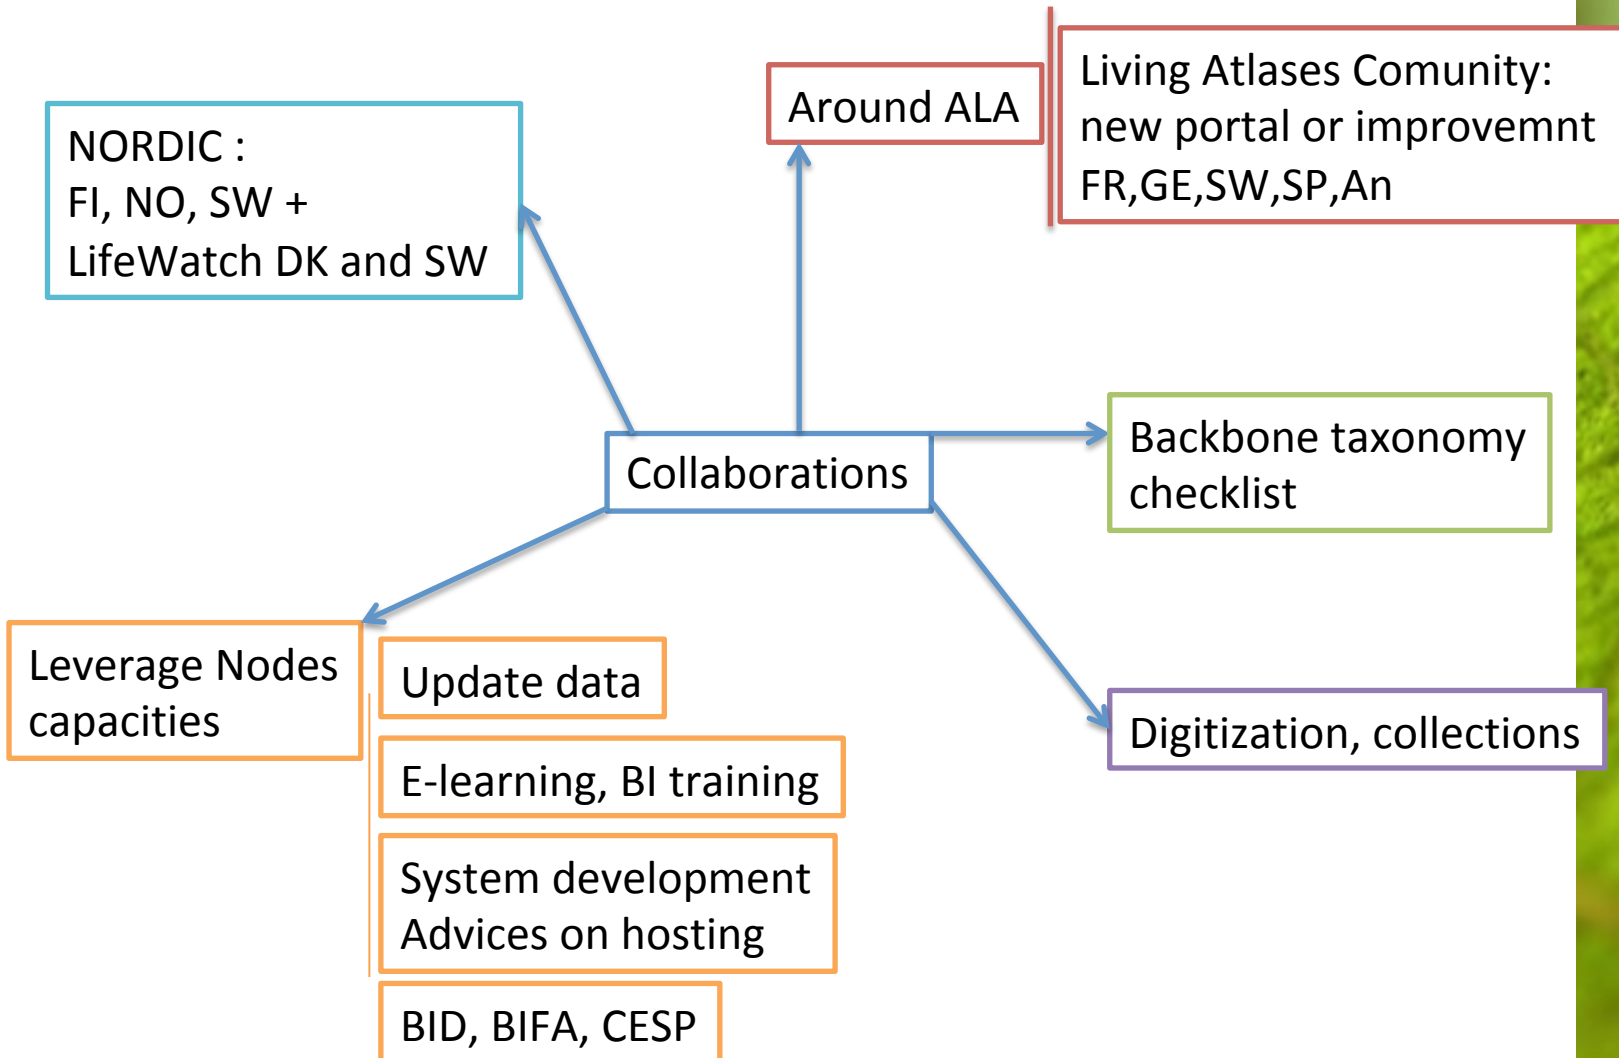 NORDIC :
FI, NO, SW +
LifeWatch DK and SW
Around ALA
Living Atlases Comunity:
new portal or improvemnt
FR,GE,SW,SP,An
Collaborations
Backbone taxonomy
checklist
Leverage Nodes
capacities
Update data
E-learning, BI training
System development
Advices on hosting
BID, BIFA, CESP
Digitization, collections